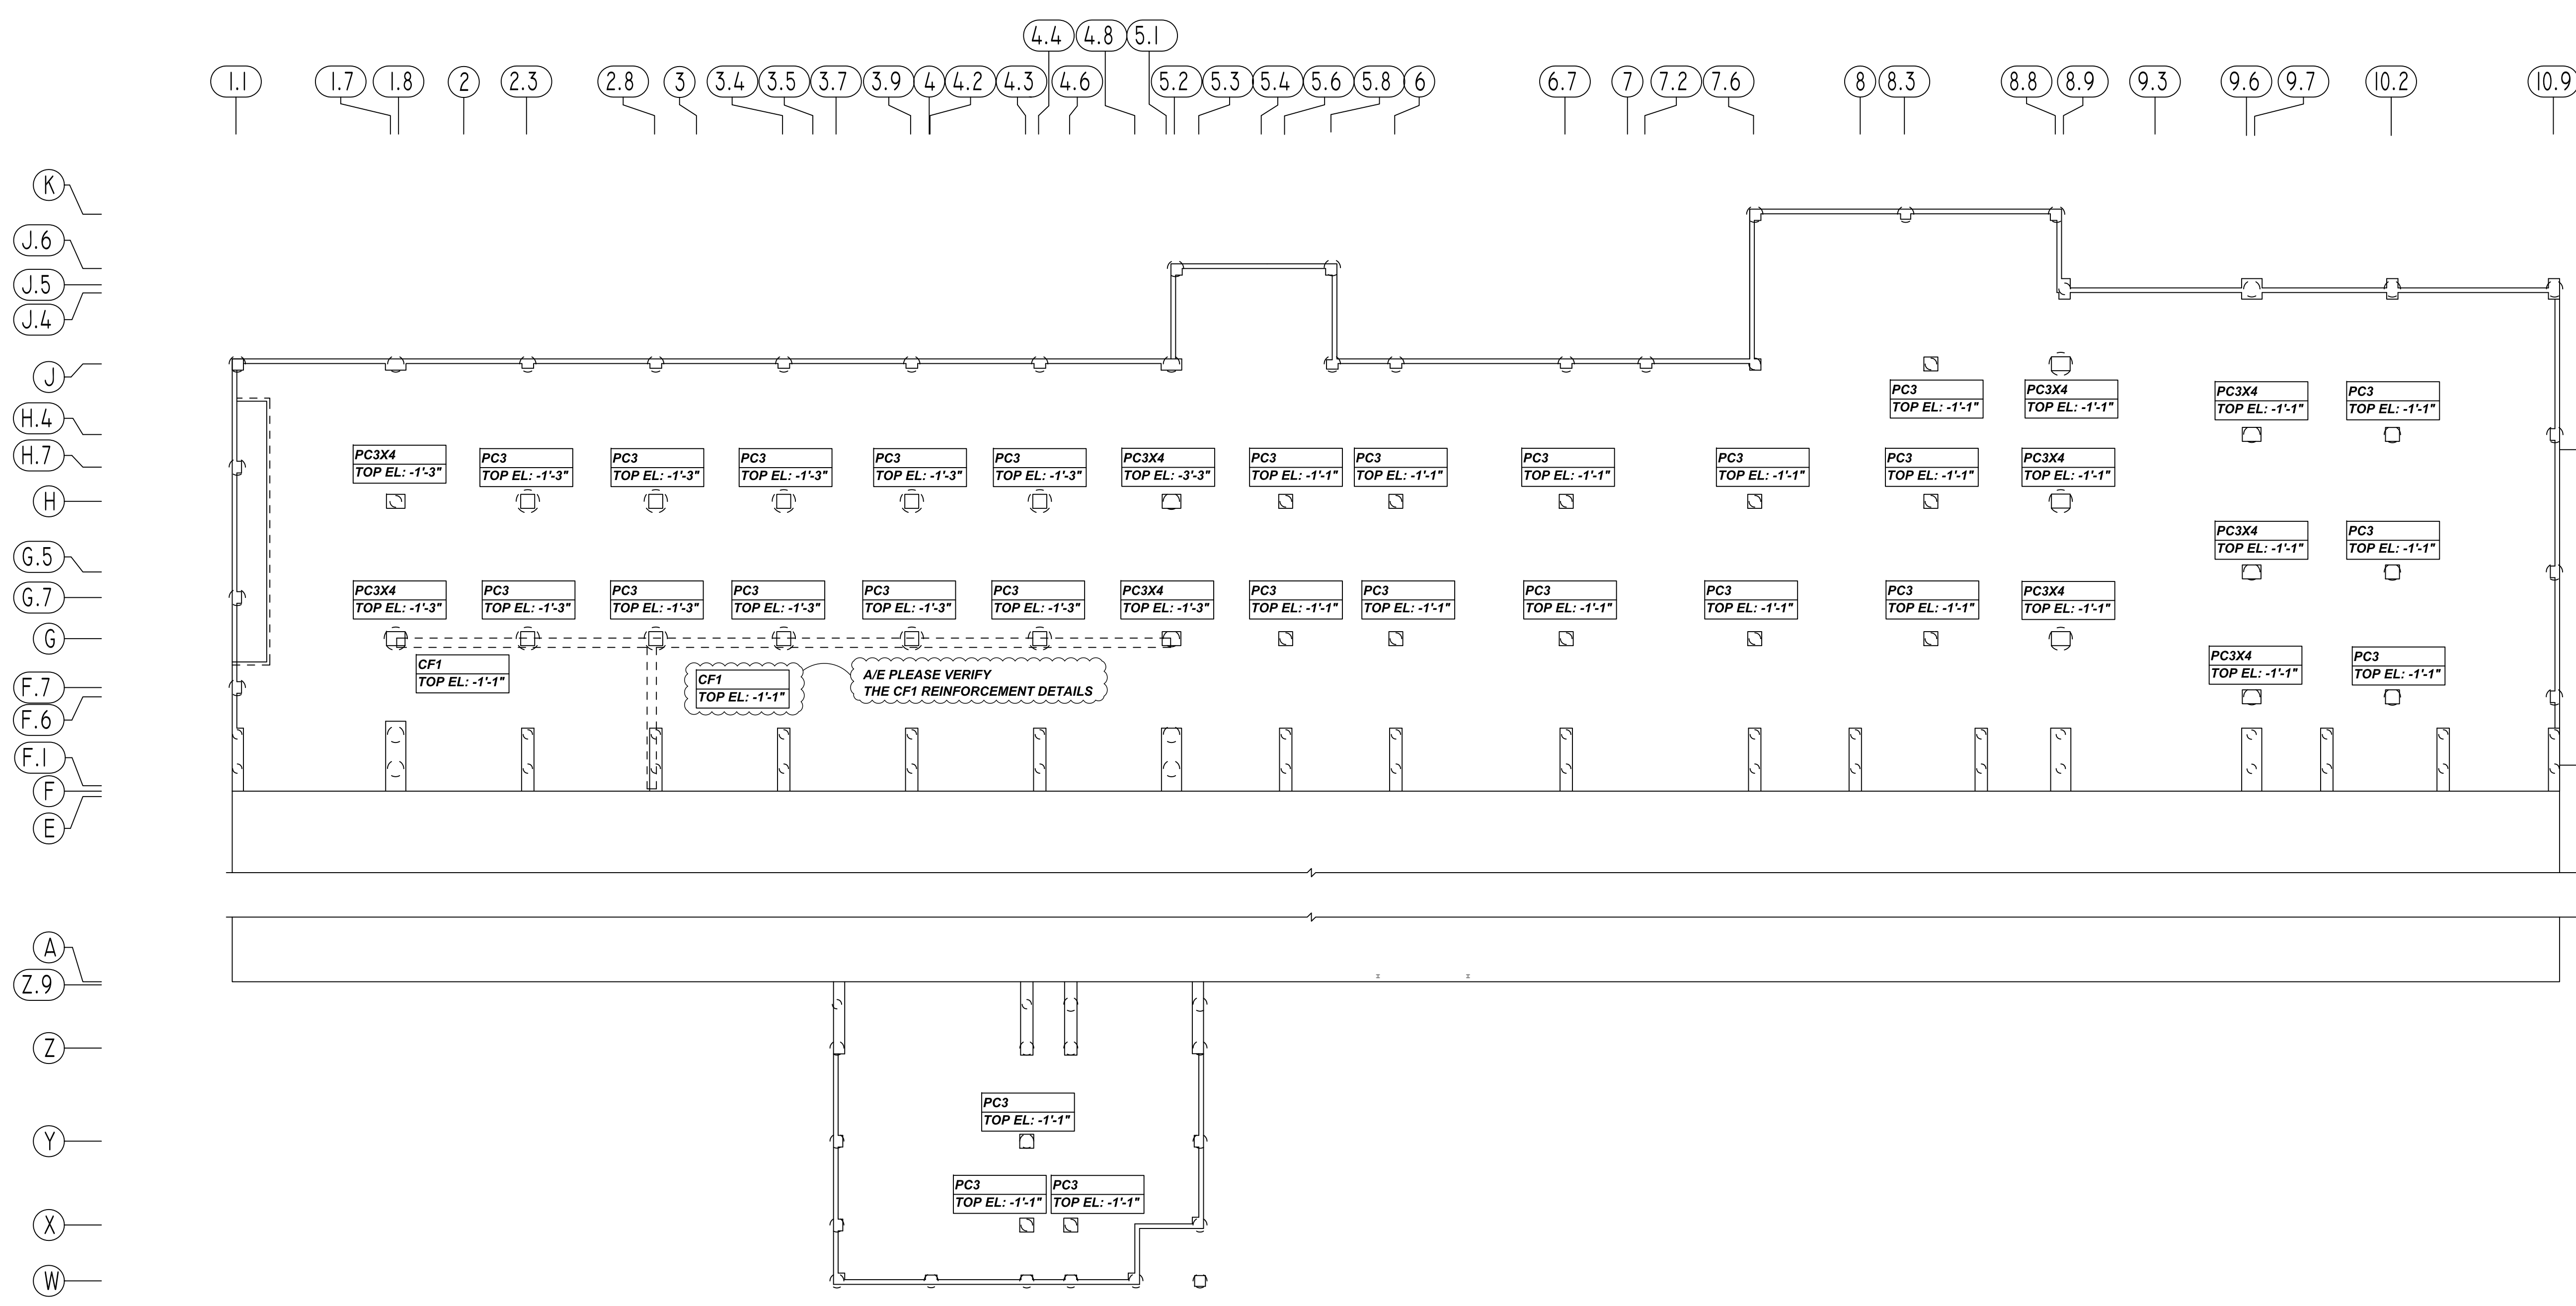 4.4 4.8 5.1
1.1 1.7 1.8 2 2.3 2.8 3 3.4 3.5 3.7 3.9 4 4.2 4.3 4.6 5.2 5.3 5.4 5.6 5.8 6 6.7 7 7.2 7.6 8 8.3 8.8 8.9 9.3 9.6 9.7 10.2 10.9
K
J.6
J.5
J.4
J
H.4
H.7
H
G.5
G.7
G
F.7
F.6
F.1
F
E
A
Z.9
Z
Y
X
W
PC3
TOP EL: -1'-1"
PC3X4
TOP EL: -1'-1"
PC3X4
TOP EL: -1'-1"
PC3
TOP EL: -1'-1"
PC3X4
TOP EL: -1'-3"
PC3
TOP EL: -1'-3"
PC3
TOP EL: -1'-3"
PC3
TOP EL: -1'-3"
PC3
TOP EL: -1'-3"
PC3
TOP EL: -1'-3"
PC3X4
TOP EL: -3'-3"
PC3
TOP EL: -1'-1"
PC3
TOP EL: -1'-1"
PC3
TOP EL: -1'-1"
PC3
TOP EL: -1'-1"
PC3
TOP EL: -1'-1"
PC3X4
TOP EL: -1'-1"
PC3X4
TOP EL: -1'-1"
PC3
TOP EL: -1'-1"
PC3X4
TOP EL: -1'-3"
PC3
TOP EL: -1'-3"
PC3
TOP EL: -1'-3"
PC3
TOP EL: -1'-3"
PC3
TOP EL: -1'-3"
PC3
TOP EL: -1'-3"
PC3X4
TOP EL: -1'-3"
PC3
TOP EL: -1'-1"
PC3
TOP EL: -1'-1"
PC3
TOP EL: -1'-1"
PC3
TOP EL: -1'-1"
PC3
TOP EL: -1'-1"
PC3X4
TOP EL: -1'-1"
PC3X4
TOP EL: -1'-1"
PC3
TOP EL: -1'-1"
CF1
TOP EL: -1'-1"
CF1
TOP EL: -1'-1"
A/E PLEASE VERIFY
THE CF1 REINFORCEMENT DETAILS
PC3
TOP EL: -1'-1"
PC3
TOP EL: -1'-1"
PC3
TOP EL: -1'-1"